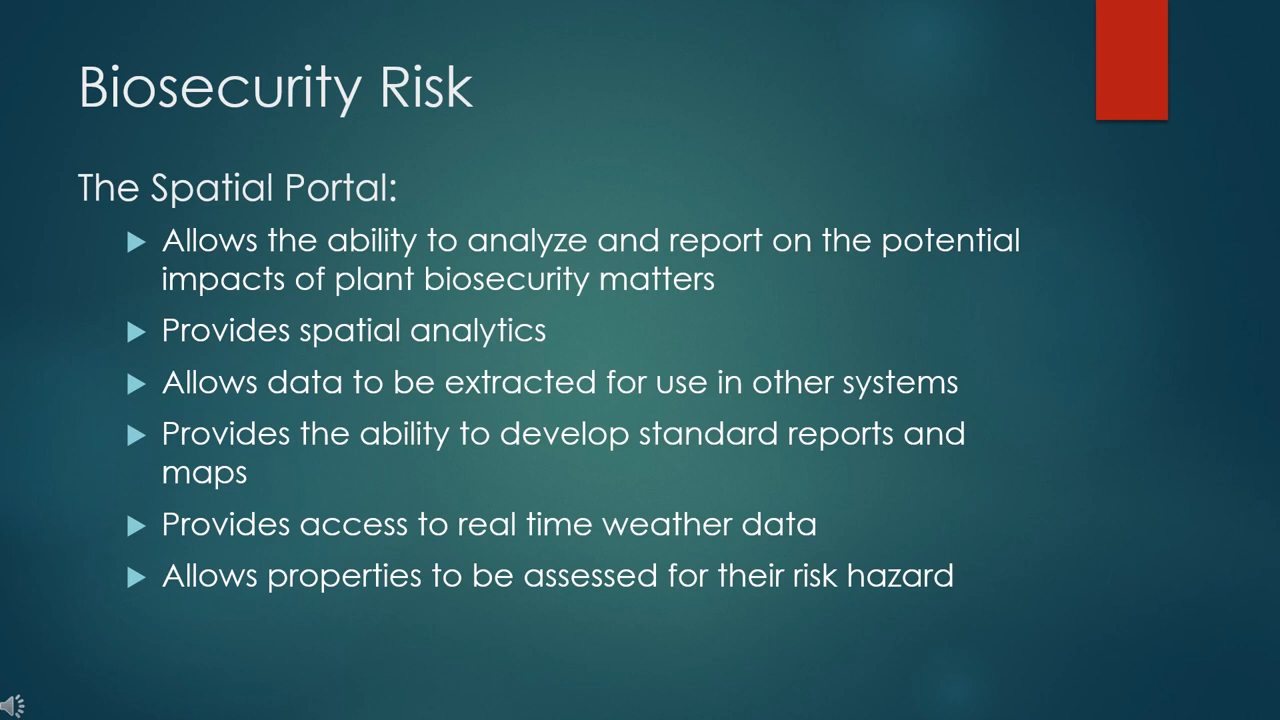 Biosecurity Risk
The Spatial Portal:
Allows the ability to analyze and report on the potential
impacts of plant biosecurity matters
Provides spatial analytics
Allows data to be extracted for use in other systems
Provides the ability to develop standard reports and
maps
Provides access to real time weather data
Allows properties to be assessed for their risk hazard